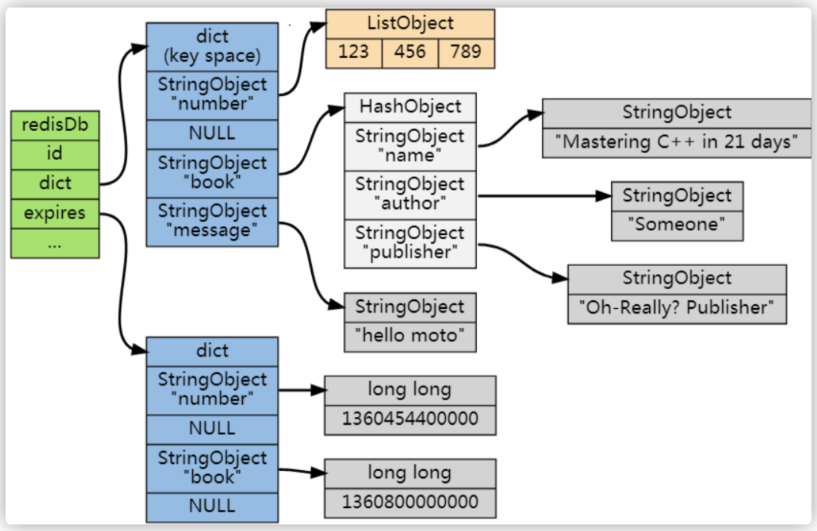 redisDb
id
dict
expires
...
dict
(key space)
StringObject
"number"
NULL
StringObject
"book"
StringObject
"message"
ListObject
123 456 789
HashObject
StringObject
"name"
StringObject
"author"
StringObject
"publisher"
StringObject
"Mastering C++ in 21 days"
StringObject
"Someone"
StringObject
"Oh-Really? Publisher"
StringObject
"hello moto"
dict
StringObject
"number"
NULL
StringObject
"book"
NULL
long long
1360454400000
long long
1360800000000